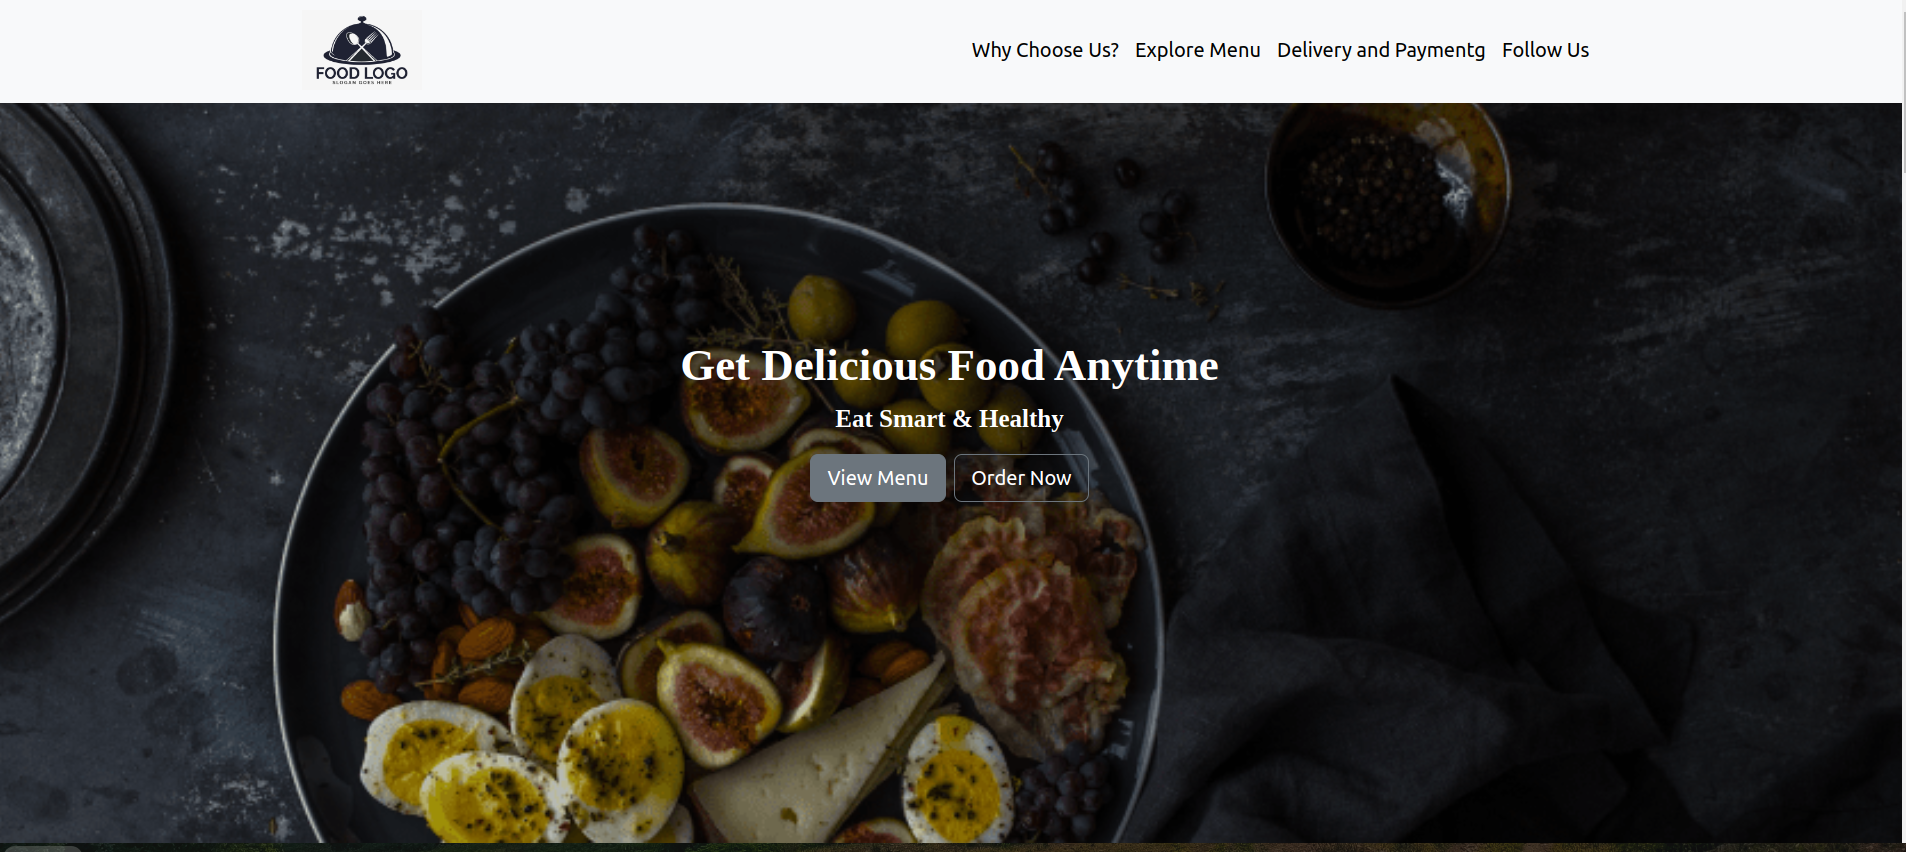 FOOD LOGO
SLOGAN GOES HERE
Why Choose Us? Explore Menu Delivery and Paymentg Follow Us
Get Delicious Food Anytime
Eat Smart & Healthy
View Menu Order Now